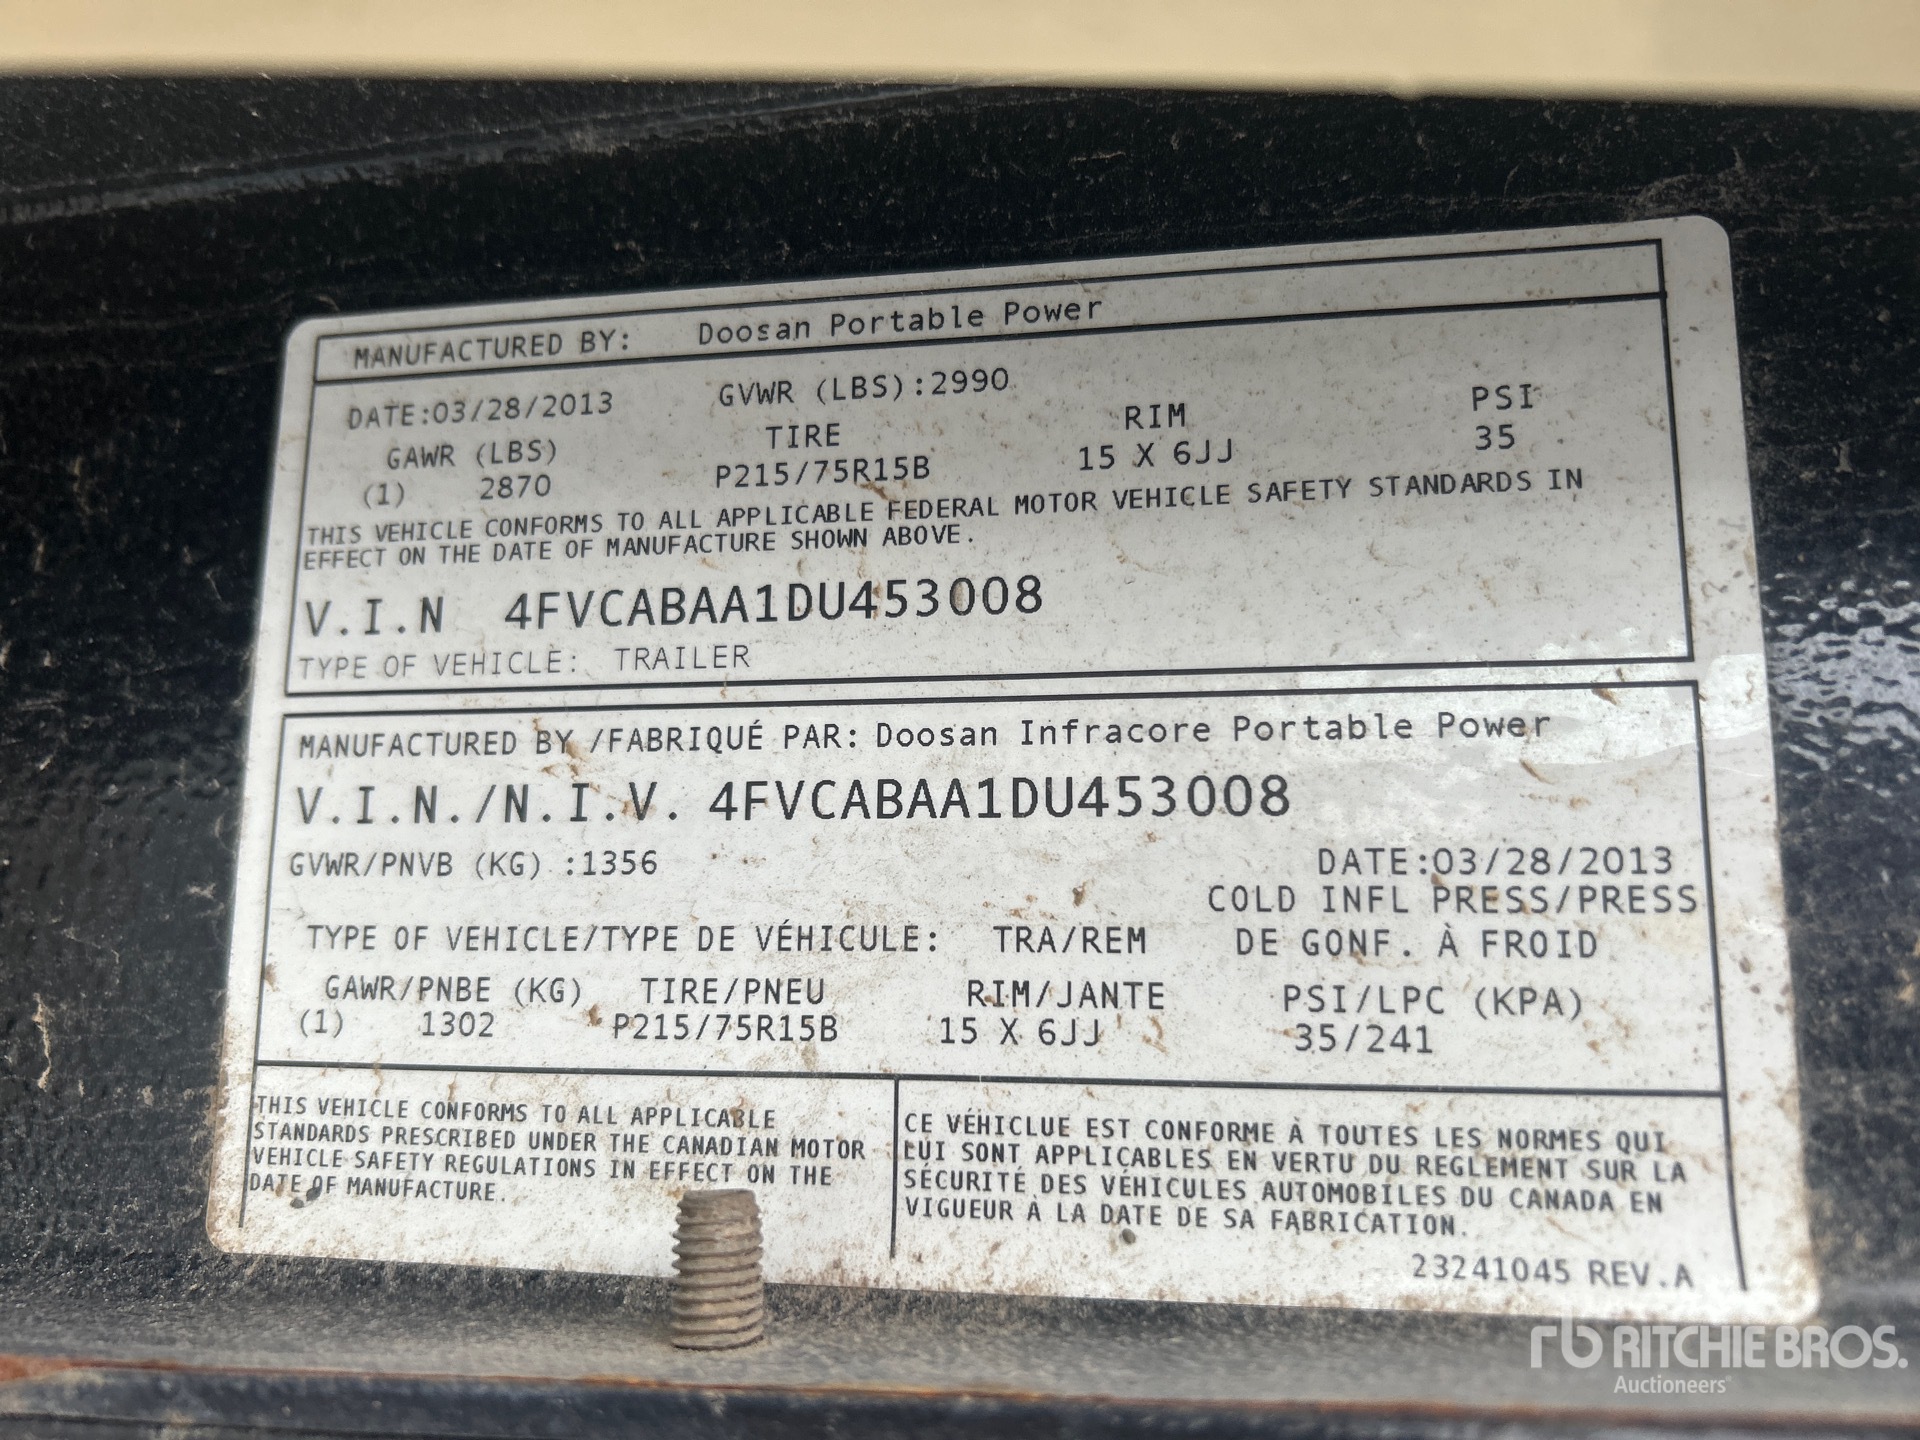 MANUFACTURED BY: Doosan Portable Power
DATE:03/28/2013 GVWR (LBS):2990
GAWR (LBS) TIRE RIM PSI
(1) 2870 P215/75R15B 15 X 6JJ 35
THIS VEHICLE CONFORMS TO ALL APPLICABLE FEDERAL MOTOR VEHICLE SAFETY STANDARDS IN
EFFECT ON THE DATE OF MANUFACTURE SHOWN ABOVE.
V.I.N 4FVCABAA1DU453008
TYPE OF VEHICLE: TRAILER
MANUFACTURED BY /FABRIQUÉ PAR: Doosan Infracore Portable Power
V.I.N./N.I.V. 4FVCABAA1DU453008
GVWR/PNVB (KG) :1356 DATE:03/28/2013
COLD INFL PRESS/PRESS
TYPE OF VEHICLE/TYPE DE VÉHICULE: TRA/REM DE GONF. À FROID
GAWR/PNBE (KG) TIRE/PNEU RIM/JANTE PSI/LPC (KPA)
(1) 1302 P215/75R15B 15 X 6JJ 35/241
THIS VEHICLE CONFORMS TO ALL APPLICABLE
STANDARDS PRESCRIBED UNDER THE CANADIAN MOTOR
VEHICLE SAFETY REGULATIONS IN EFFECT ON THE
DATE OF MANUFACTURE.
CE VÉHICLUE EST CONFORME À TOUTES LES NORMES QUI
LUI SONT APPLICABLES EN VERTU DU REGLEMENT SUR LA
SÉCURITÉ DES VÉHICULES AUTOMOBILES DU CANADA EN
VIGUEUR À LA DATE DE SA FABRICATION.
23241045 REV.A
rb RITCHIE BROS.
Auctioneers